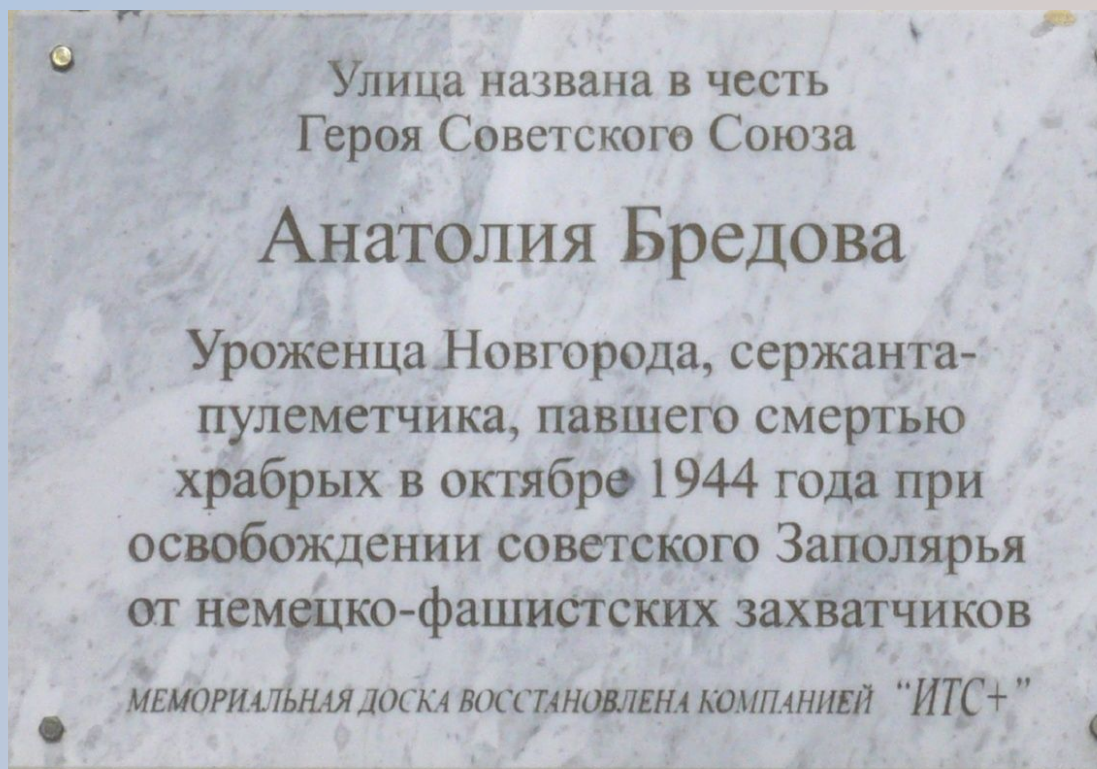 Улица названа в честь
Героя Советского Союза
Анатолия Бредова
Уроженца Новгорода, сержанта-
пулеметчика, павшего смертью
храбрых в октябре 1944 года при
освобождении советского Заполярья
от немецко-фашистских захватчиков
МЕМОРИАЛЬНАЯ ДОСКА ВОССТАНОВЛЕНА КОМПАНИЕЙ "ИТС+"